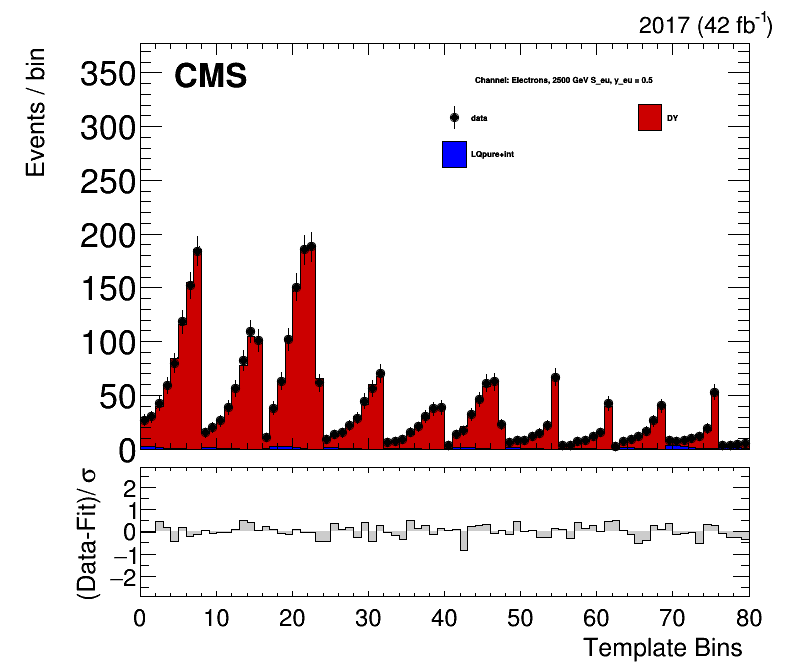 2017 (42 fb-1)
Events / bin
CMS
Channel: Electrons, 2500 GeV S_eu, y_eu = 0.5
data
DY
LQpure+int
350
300
250
200
150
100
50
0
(Data-Fit)/ σ
2
1
0
−1
−2
0 10 20 30 40 50 60 70 80
Template Bins